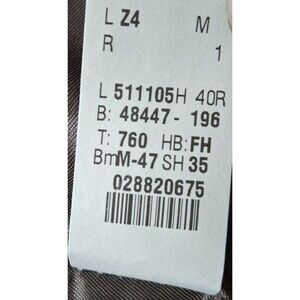 L Z4 M
R 1
L 511105H 40R
B: 48447- 196
T: 760 HB: FH
BmM-47 SH 35
028820675